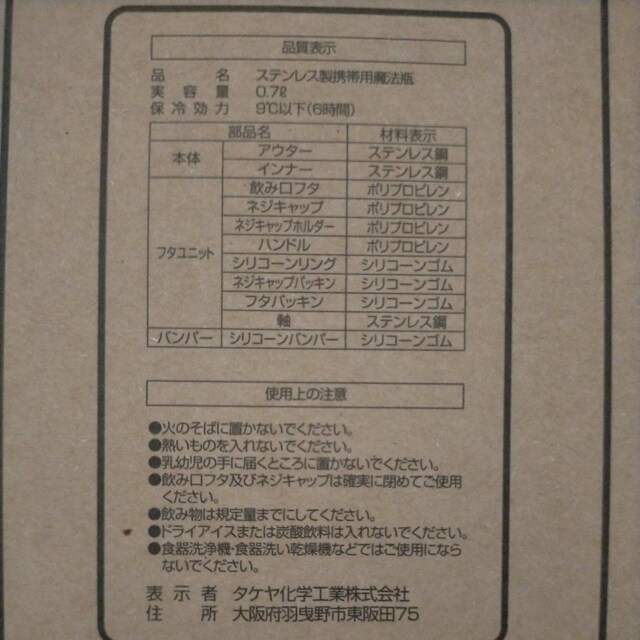 品質表示
品名 ステンレス製携帯用魔法瓶
実容量 0.7ℓ
保冷効力 9℃以下(6時間)
部品名 材料表示
本体 アウター ステンレス鋼
インナー ステンレス鋼
フタユニット 飲み口フタ ポリプロピレン
ネジキャップ ポリプロピレン
ネジキャップホルダー ポリプロピレン
ハンドル ポリプロピレン
シリコーンリング シリコーンゴム
ネジキャップパッキン シリコーンゴム
フタパッキン シリコーンゴム
軸 ステンレス鋼
バンパー シリコーンバンパー シリコーンゴム
使用上の注意
●火のそばに置かないでください。
●熱いものを入れないでください。
●乳幼児の手に届くところに置かないでください。
●飲み口フタ及びネジキャップは確実に閉めてご使用
ください。
●飲み物は規定量までにしてください。
●ドライアイスまたは炭酸飲料は入れないでください。
●食器洗浄機・食器洗い乾燥機などではご使用になら
ないでください。
表示者 タケヤ化学工業株式会社
住所 大阪府羽曳野市東阪田75